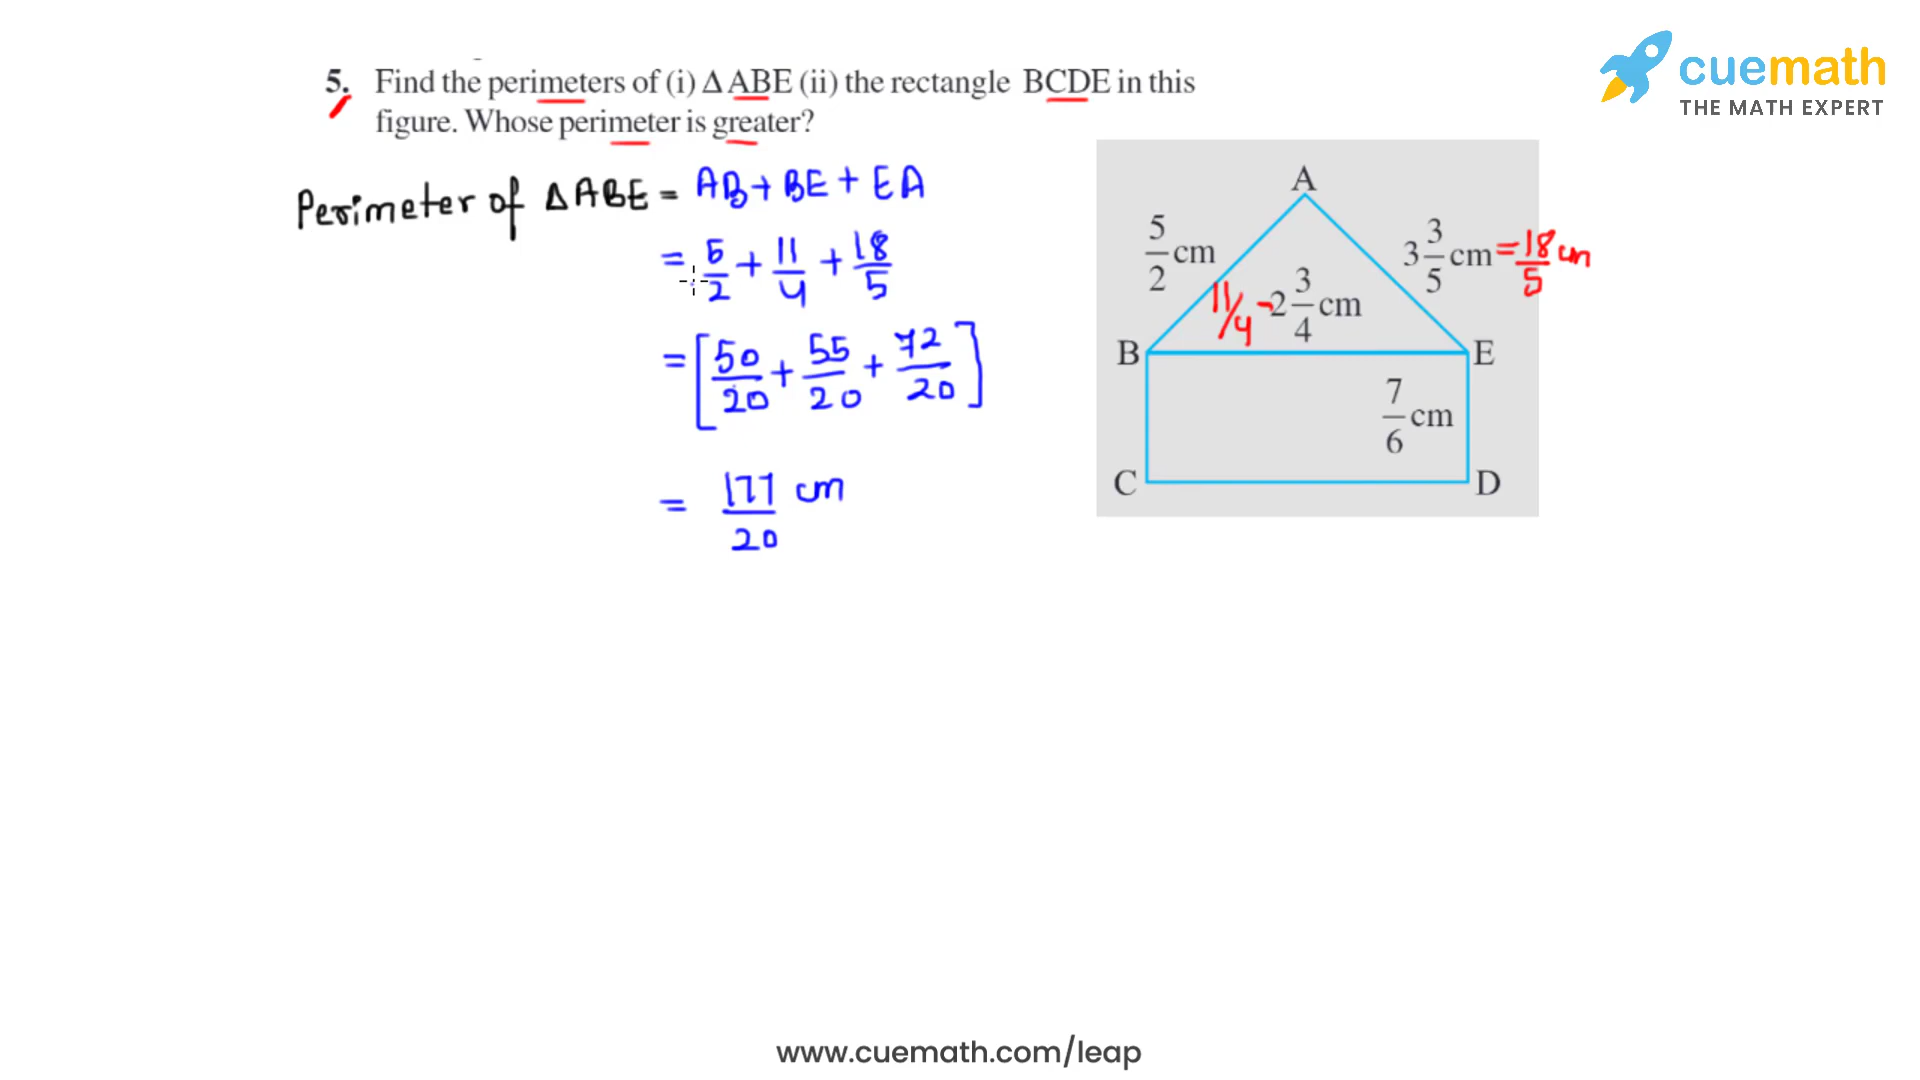 cuemath
THE MATH EXPERT
5. Find the perimeters of (i) Δ ABE (ii) the rectangle BCDE in this
figure. Whose perimeter is greater?
Perimeter of Δ ABE = AB + BE + EA
= 5/2 + 11/4 + 18/5
= [50/20 + 55/20 + 72/20]
= 177/20 cm
A
5/2 cm
3 3/5 cm = 18/5 cm
11/4 - 2 3/4 cm
B
E
7/6 cm
C
D
www.cuemath.com/leap